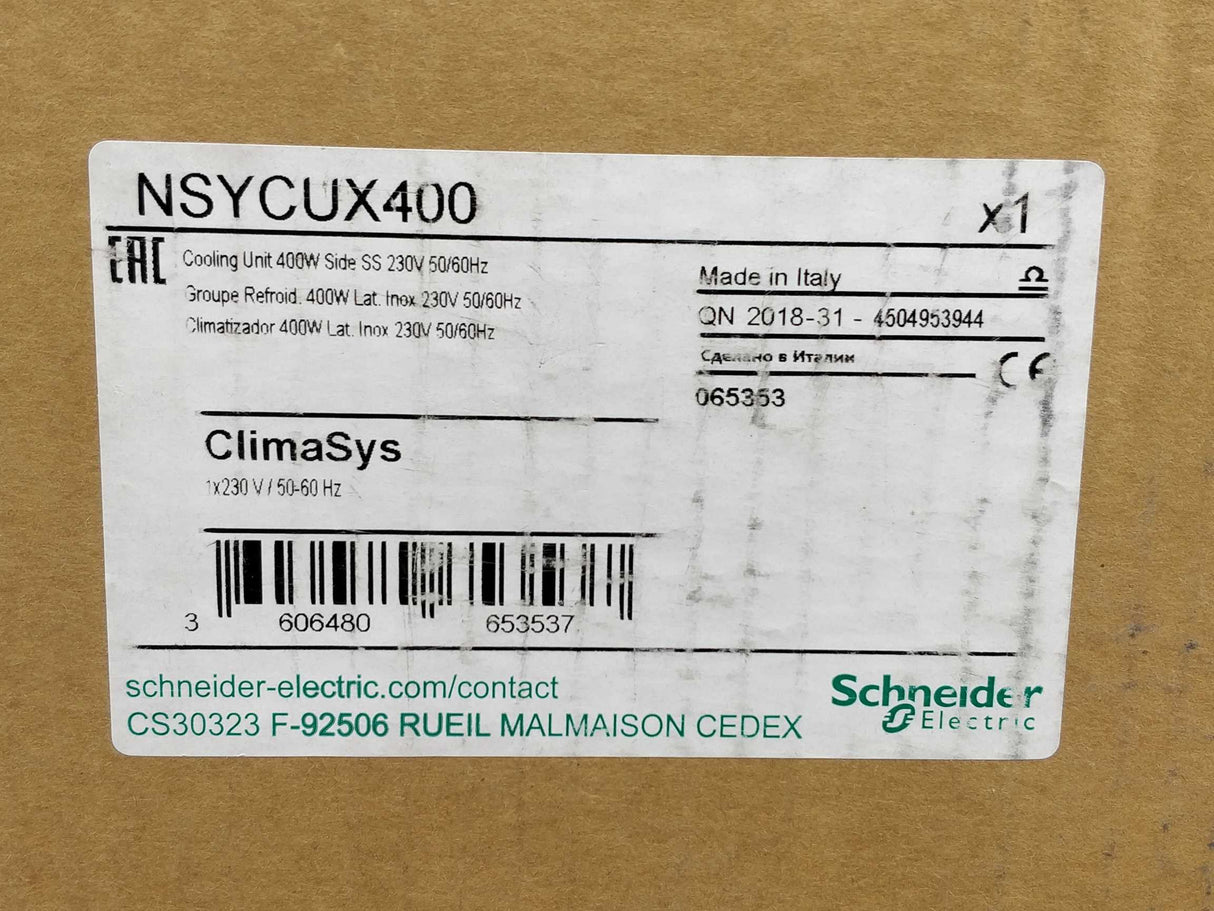 NSYCUX400
x1
EAC
Cooling Unit 400W Side SS 230V 50/60Hz
Groupe Refroid. 400W Lat. Inox 230V 50/60Hz
Climatizador 400W Lat. Inox 230V 50/60Hz
Made in Italy
QN 2018-31 - 4504953944
Сделано в Италии
CE
065353
ClimaSys
1x230 V / 50-60 Hz
3 606480 653537
schneider-electric.com/contact
CS30323 F-92506 RUEIL MALMAISON CEDEX
Schneider
Electric